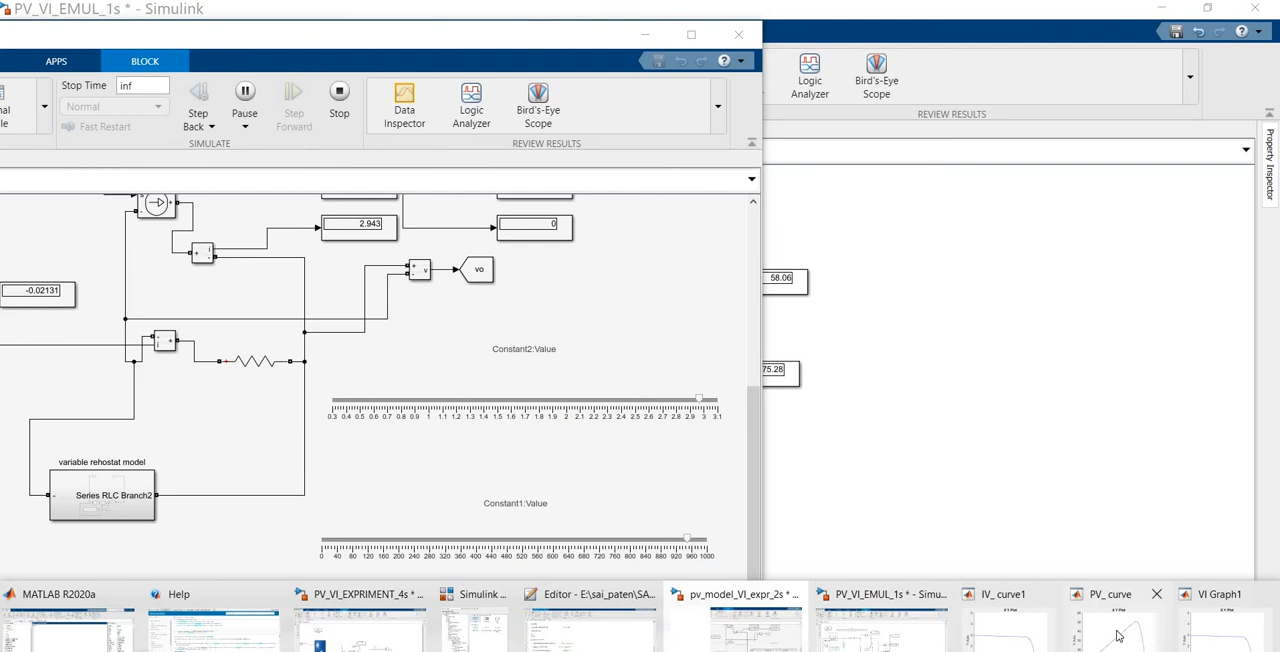 PV_VI_EMUL_1s * - Simulink
APPS
BLOCK
Stop Time
inf
Normal
Fast Restart
Step
Back
Pause
Step
Forward
Stop
SIMULATE
Data
Inspector
Logic
Analyzer
Bird's-Eye
Scope
REVIEW RESULTS
Logic
Analyzer
Bird's-Eye
Scope
REVIEW RESULTS
Property Inspector
2.943
0
i
-0.02131
v
vo
58.06
75.28
Constant2:Value
0.3 0.4 0.5 0.6 0.7 0.8 0.9 1 1.1 1.2 1.3 1.4 1.5 1.6 1.7 1.8 1.9 2 2.1 2.2 2.3 2.4 2.5 2.6 2.7 2.8 2.9 3 3.1
variable rehostat model
Series RLC Branch2
Constant1:Value
0 40 80 120 160 200 240 280 320 360 400 440 480 520 560 600 640 680 720 760 800 840 880 920 960 1000
MATLAB R2020a
Help
PV_VI_EXPRIMENT_4s * ...
Simulink ...
Editor - E:\sai_paten\SA...
pv_model_VI_expr_2s * ...
PV_VI_EMUL_1s * - Simu...
IV_curve1
PV_ curve
VI Graph1